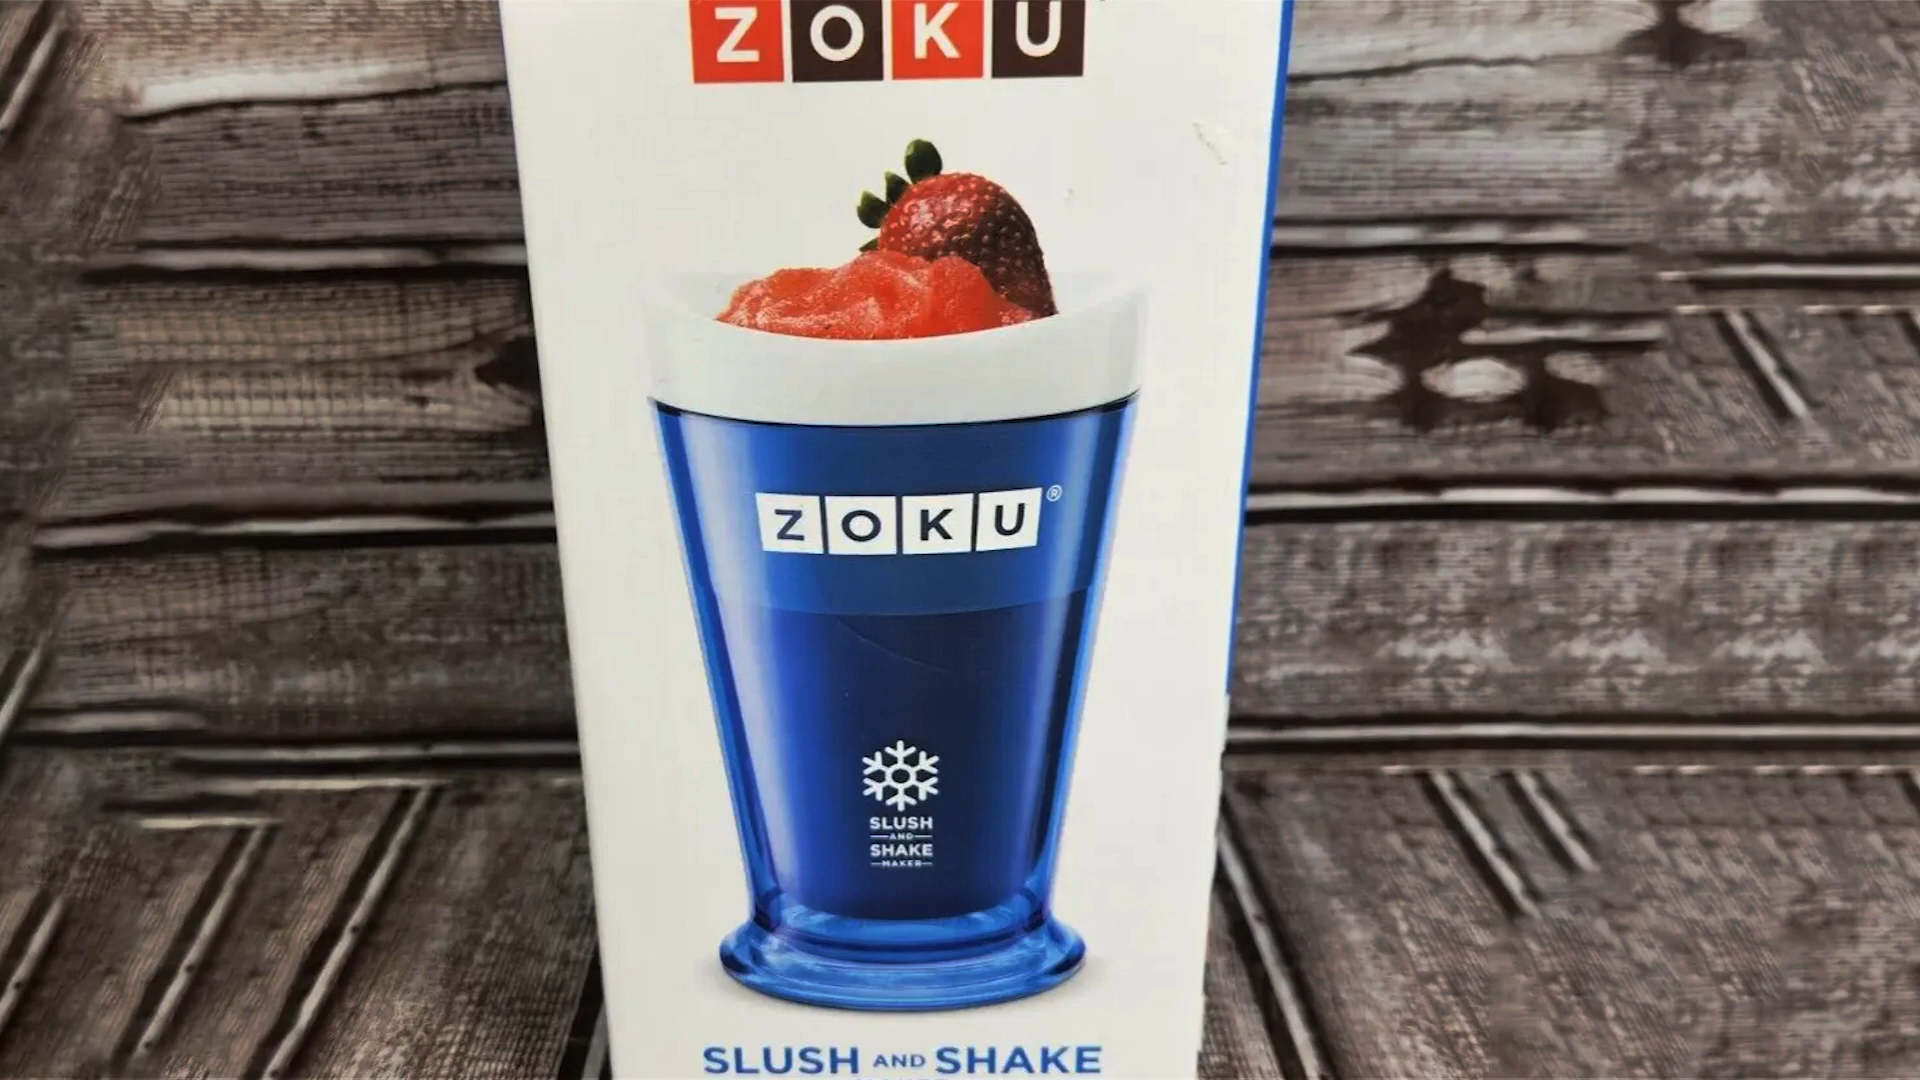 ZOKU
ZOKU®
SLUSH
AND
SHAKE
MAKER
SLUSH AND SHAKE